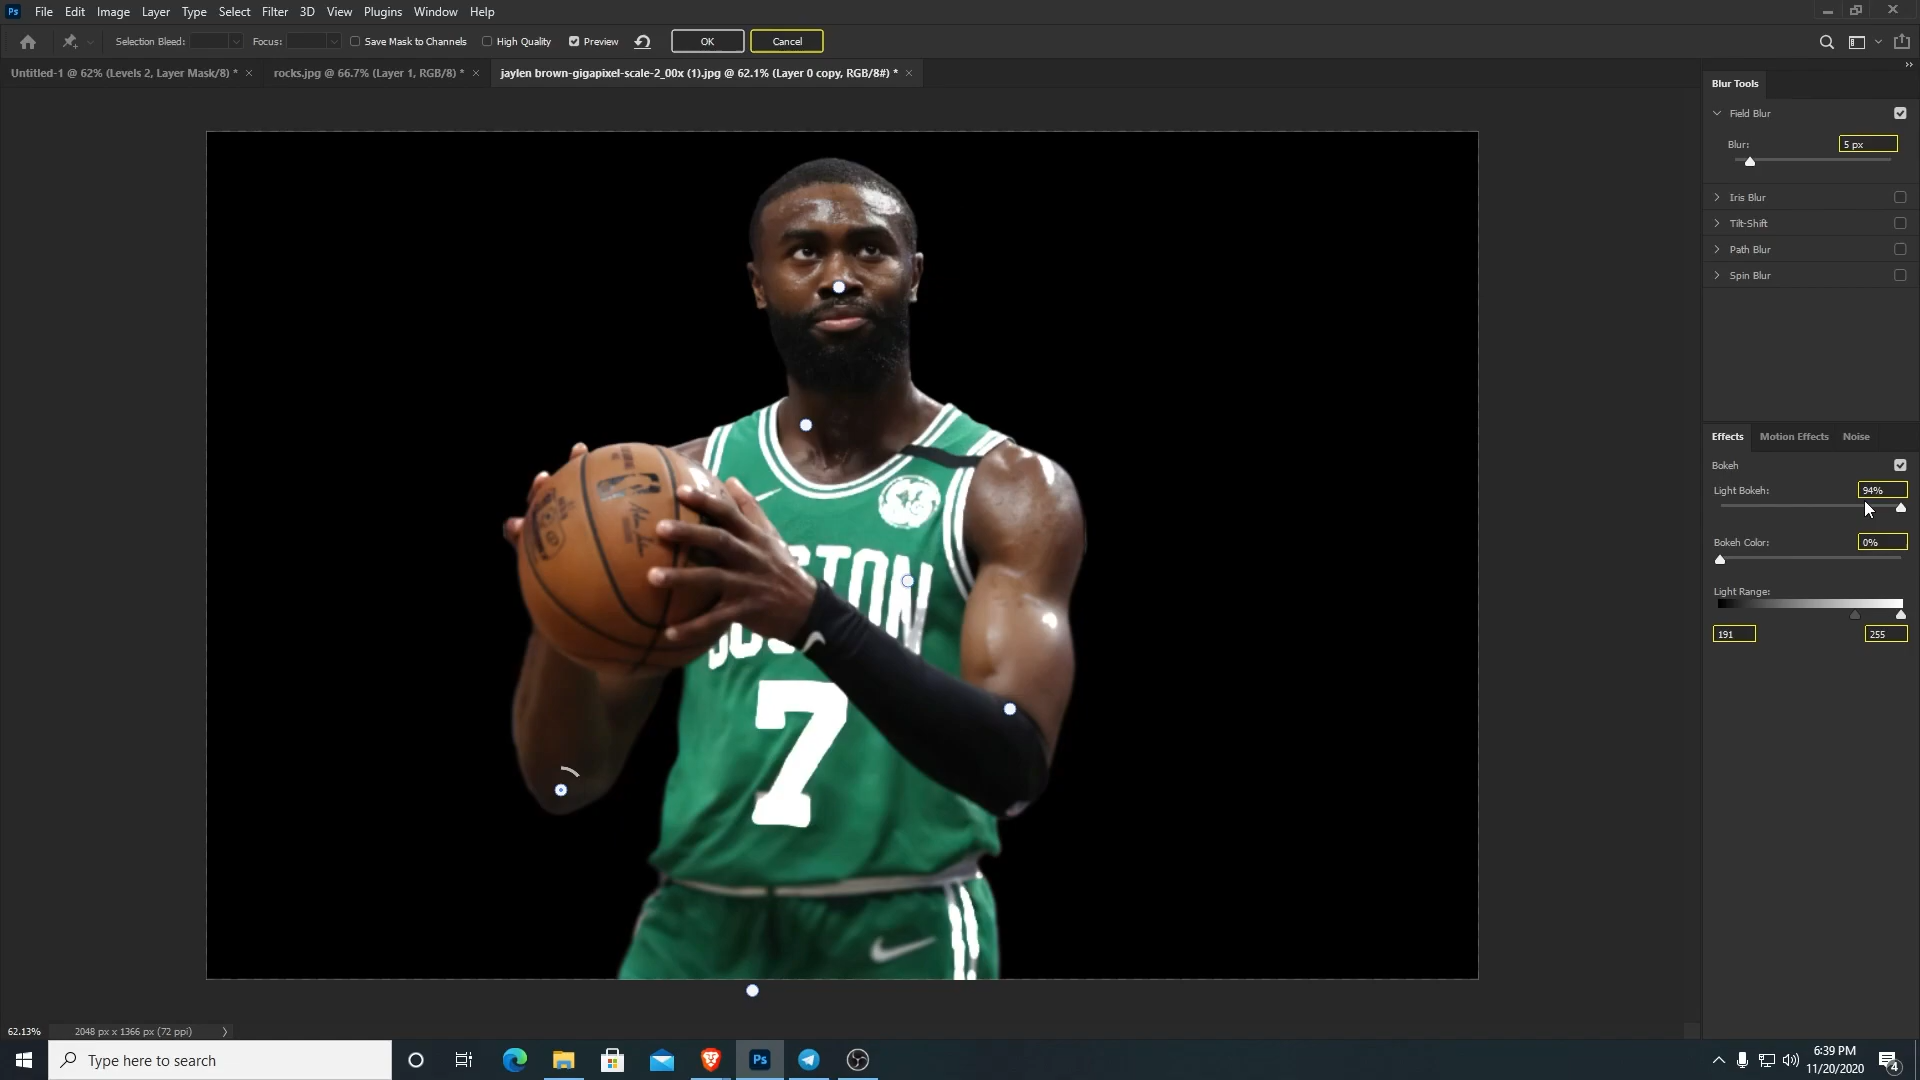 Ps File Edit Image Layer Type Select Filter 3D View Plugins Window Help
Selection Bleed: Focus: Save Mask to Channels High Quality Preview OK Cancel
Untitled-1 @ 62% (Levels 2, Layer Mask/8) * × rocks.jpg @ 66.7% (Layer 1, RGB/8) * × jaylen brown-gigapixel-scale-2_00x (1).jpg @ 62.1% (Layer 0 copy, RGB/8#) * ×
Blur Tools
Field Blur
Blur: 5 px
Iris Blur
Tilt-Shift
Path Blur
Spin Blur
Effects Motion Effects Noise
Bokeh
Light Bokeh: 94%
Bokeh Color: 0%
Light Range:
191 255
BOSTON
7
62.13% 2048 px x 1366 px (72 ppi)
Type here to search
Ps
6:39 PM
11/20/2020
4